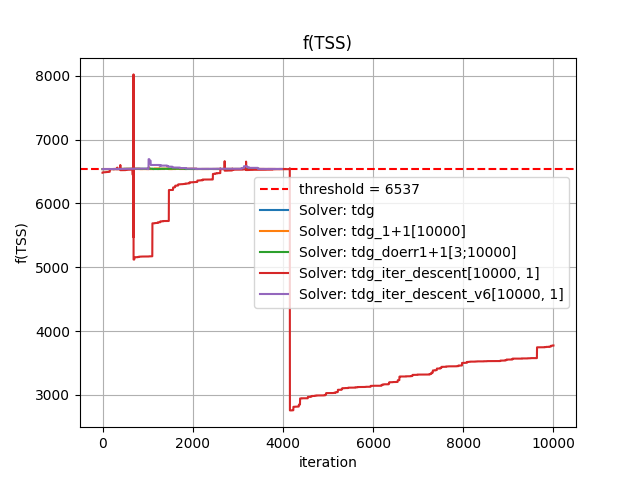 f(TSS)
8000
7000
6000
5000
4000
3000
f(TSS)
threshold = 6537
Solver: tdg
Solver: tdg_1+1[10000]
Solver: tdg_doerr1+1[3;10000]
Solver: tdg_iter_descent[10000, 1]
Solver: tdg_iter_descent_v6[10000, 1]
0 2000 4000 6000 8000 10000
iteration